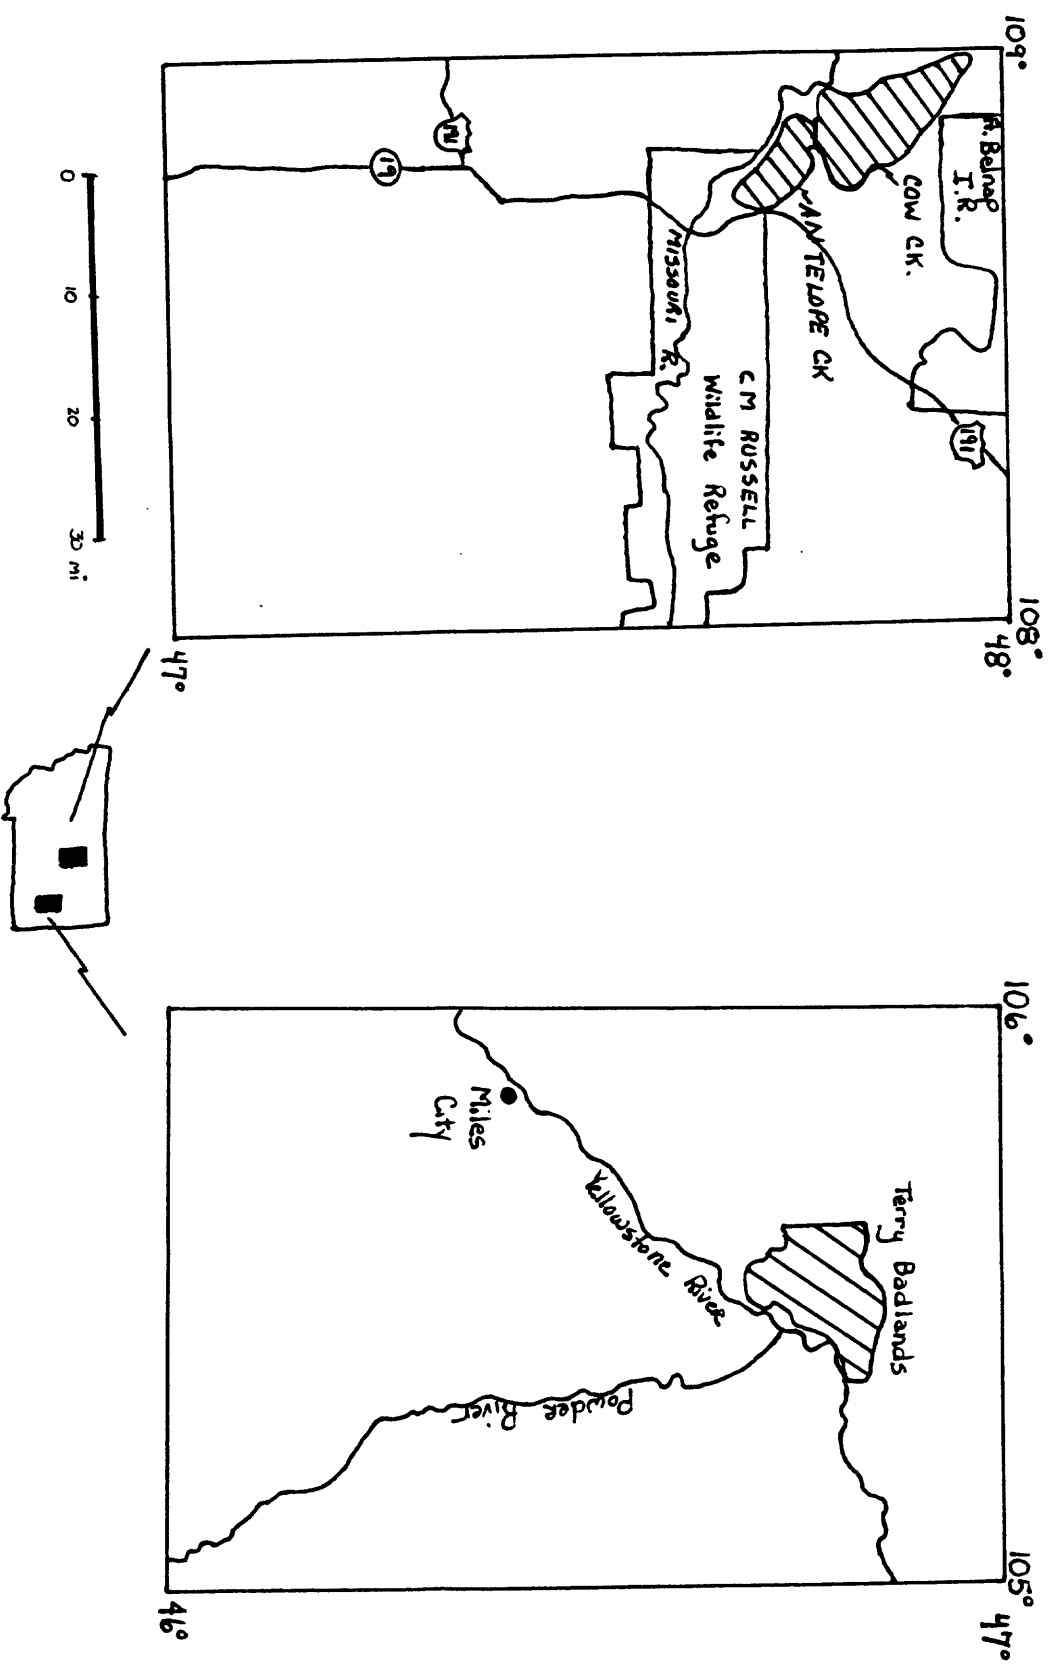 109°
108°
48°
47°
Ft. Belnap
I.R.
COW CK.
ANTELOPE CK
191
MISSOURI R.
CM RUSSELL
Wildlife Refuge
191
19
0 10 20 30 mi
106°
105°
47°
46°
Terry Badlands
Yellowstone River
Miles
City
Powder
River